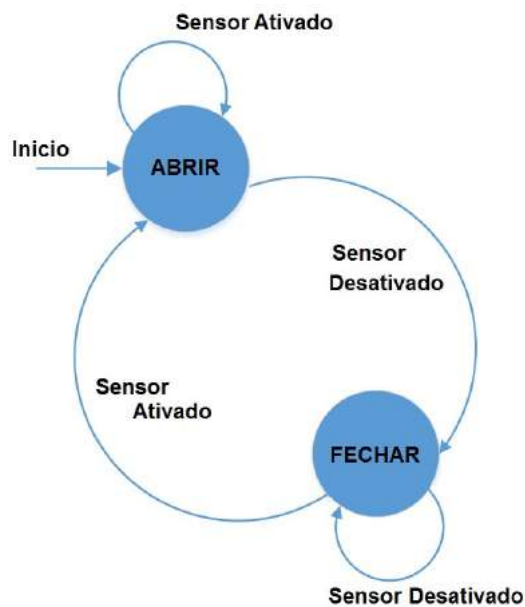 Sensor Ativado
Inicio
ABRIR
Sensor
Desativado
Sensor
Ativado
FECHAR
Sensor Desativado